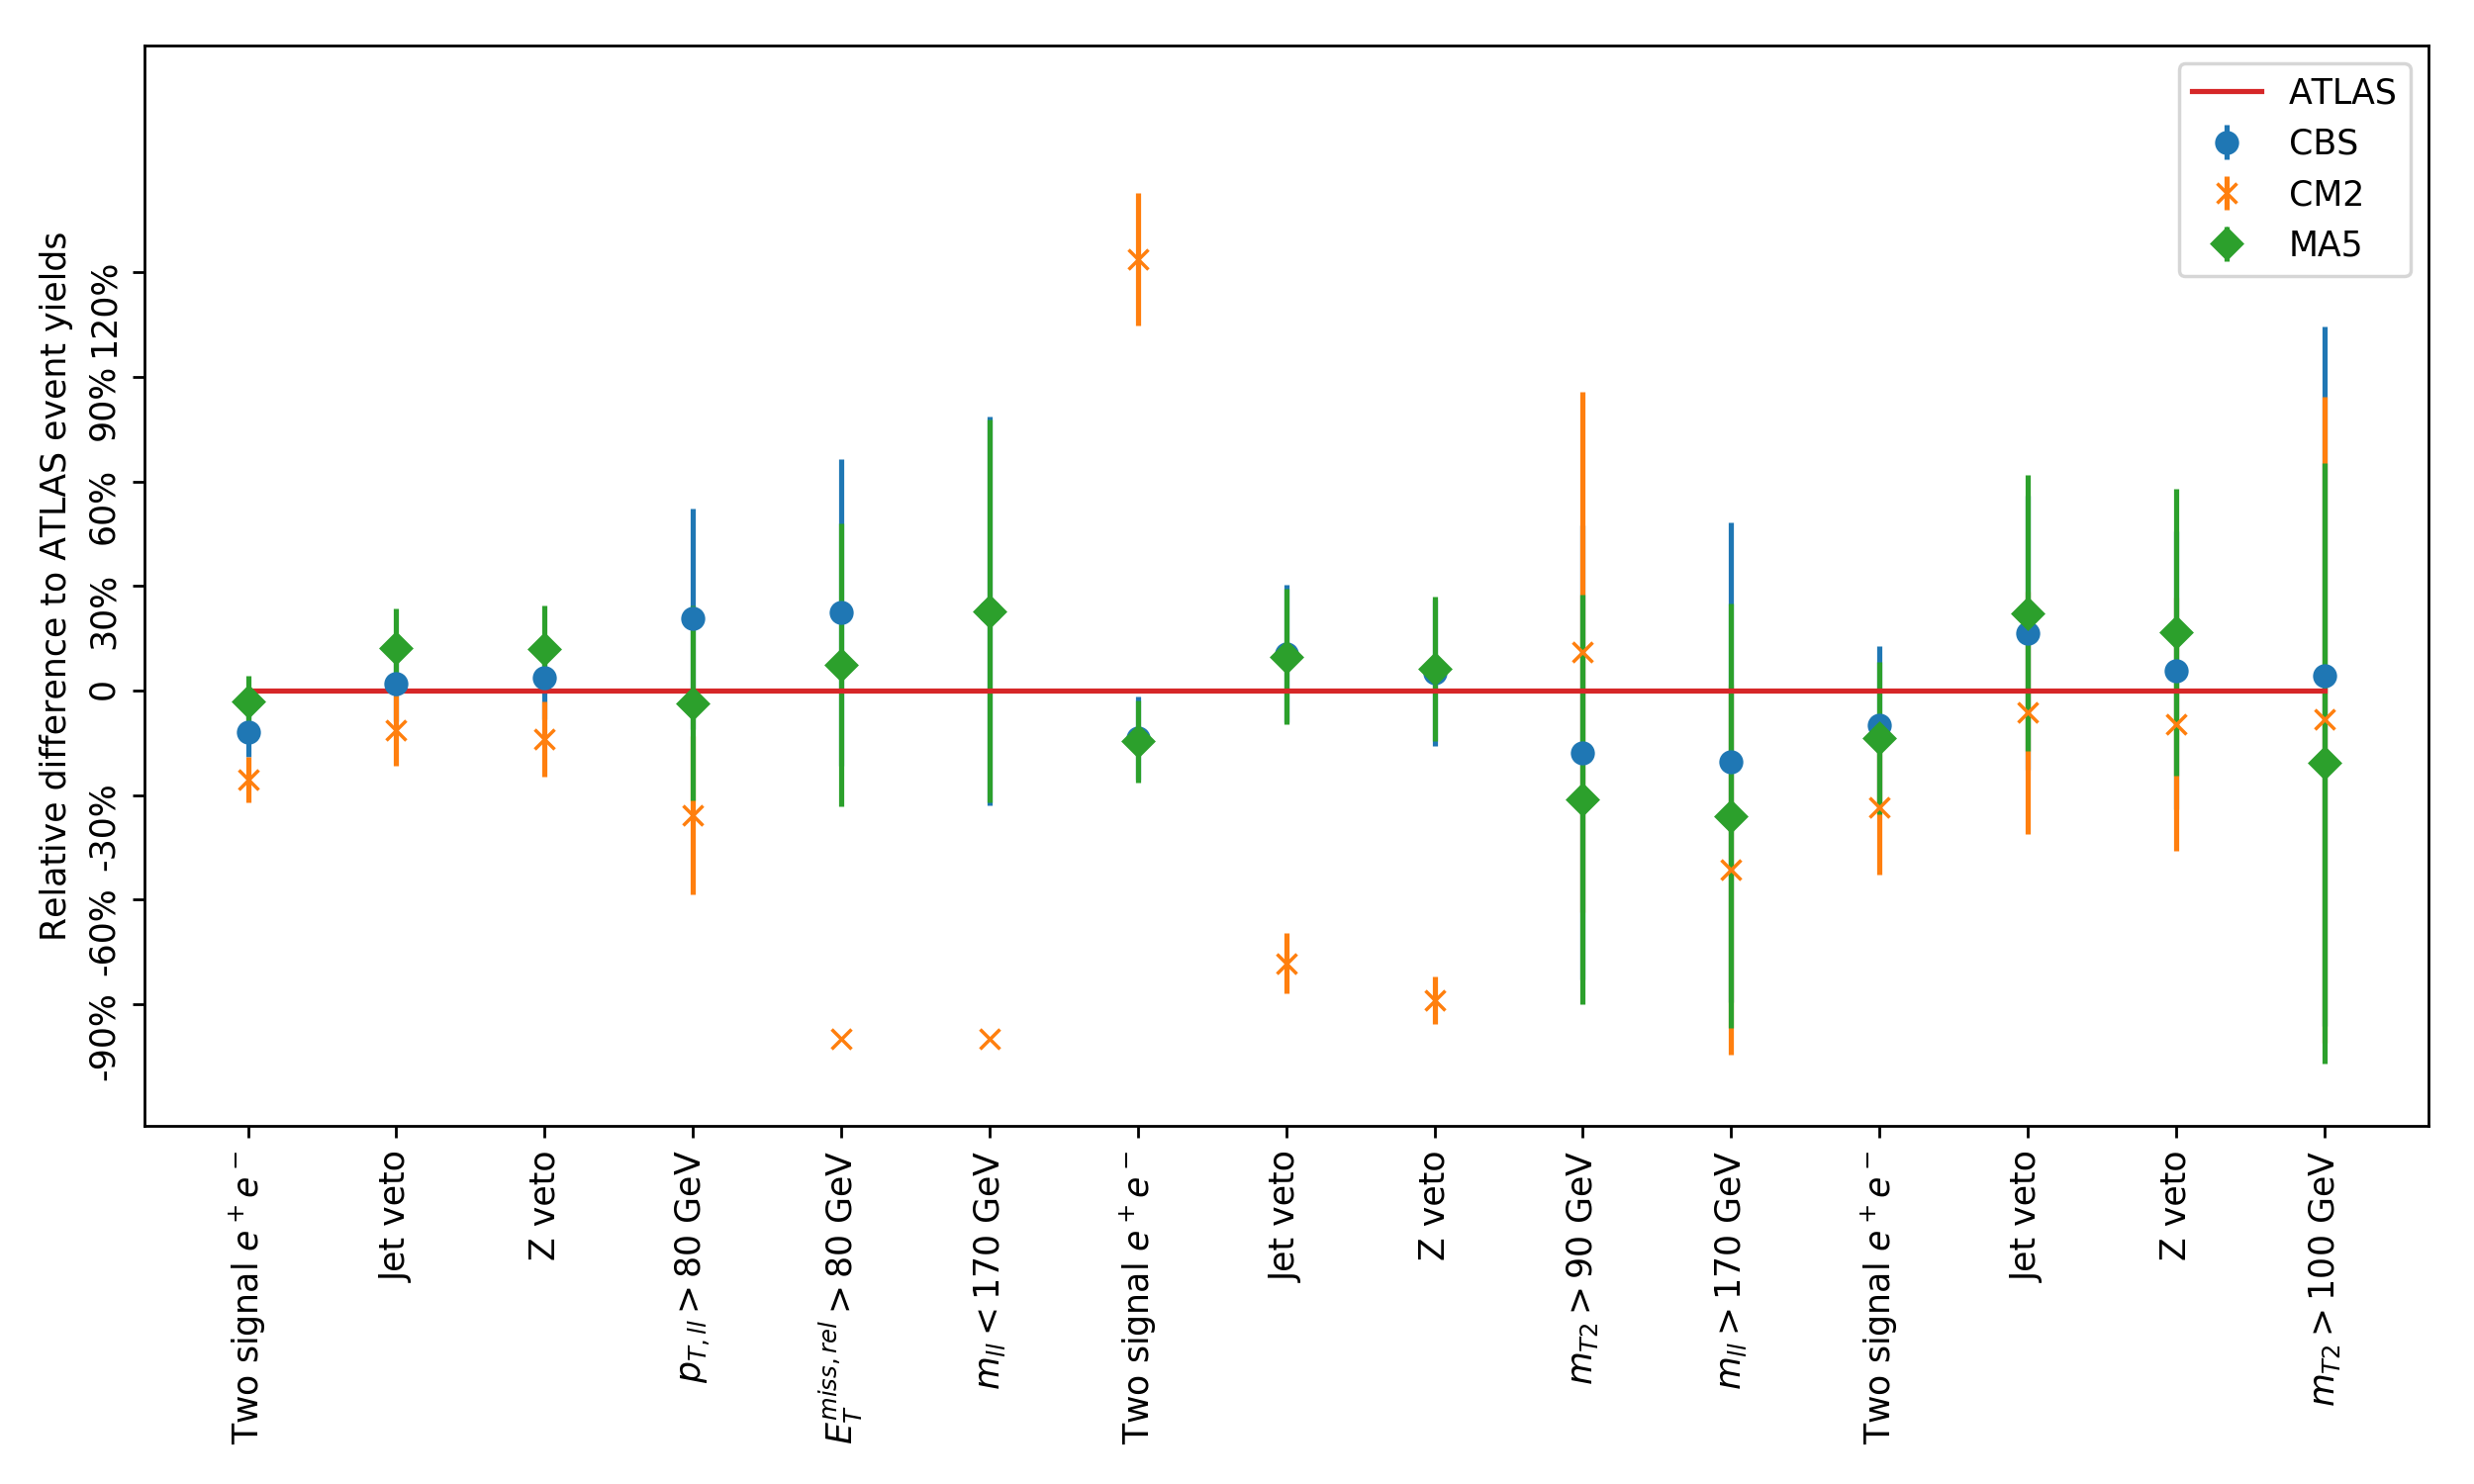 ATLAS
CBS
CM2
MA5
Relative difference to ATLAS event yields
120%
90%
60%
30%
0
-30%
-60%
-90%
Two signal e⁺e⁻
Jet veto
Z veto
p_{T, ll} > 80 GeV
E_T^{miss, rel} > 80 GeV
m_{ll} < 170 GeV
Two signal e⁺e⁻
Jet veto
Z veto
m_{T2} > 90 GeV
m_{ll} > 170 GeV
Two signal e⁺e⁻
Jet veto
Z veto
m_{T2} > 100 GeV